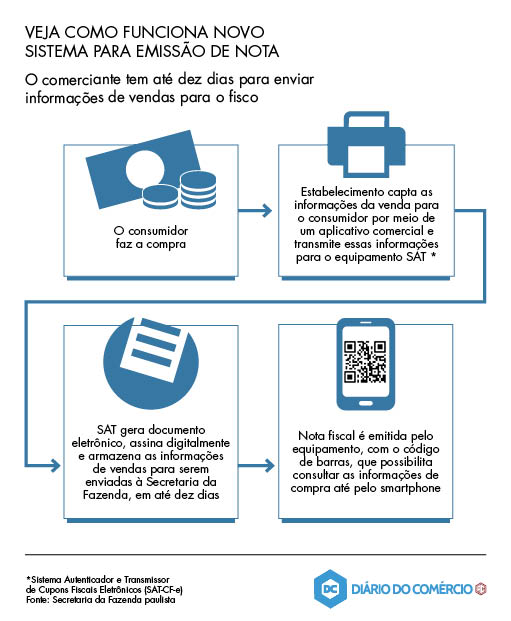 VEJA COMO FUNCIONA NOVO
SISTEMA PARA EMISSÃO DE NOTA
O comerciante tem até dez dias para enviar
informações de vendas para o fisco
O consumidor
faz a compra
Estabelecimento capta as
informações da venda para
o consumidor por meio de
um aplicativo comercial e
transmite essas informações
para o equipamento SAT *
SAT gera documento
eletrônico, assina digitalmente
e armazena as informações
de vendas para serem
enviadas à Secretaria da
Fazenda, em até dez dias
Nota fiscal é emitida pelo
equipamento, com o código
de barras, que possibilita
consultar as informações de
compra até pelo smartphone
*Sistema Autenticador e Transmissor
de Cupons Fiscais Eletrônicos (SAT-CF-e)
Fonte: Secretaria da Fazenda paulista
DC DIÁRIO DO COMÉRCIO